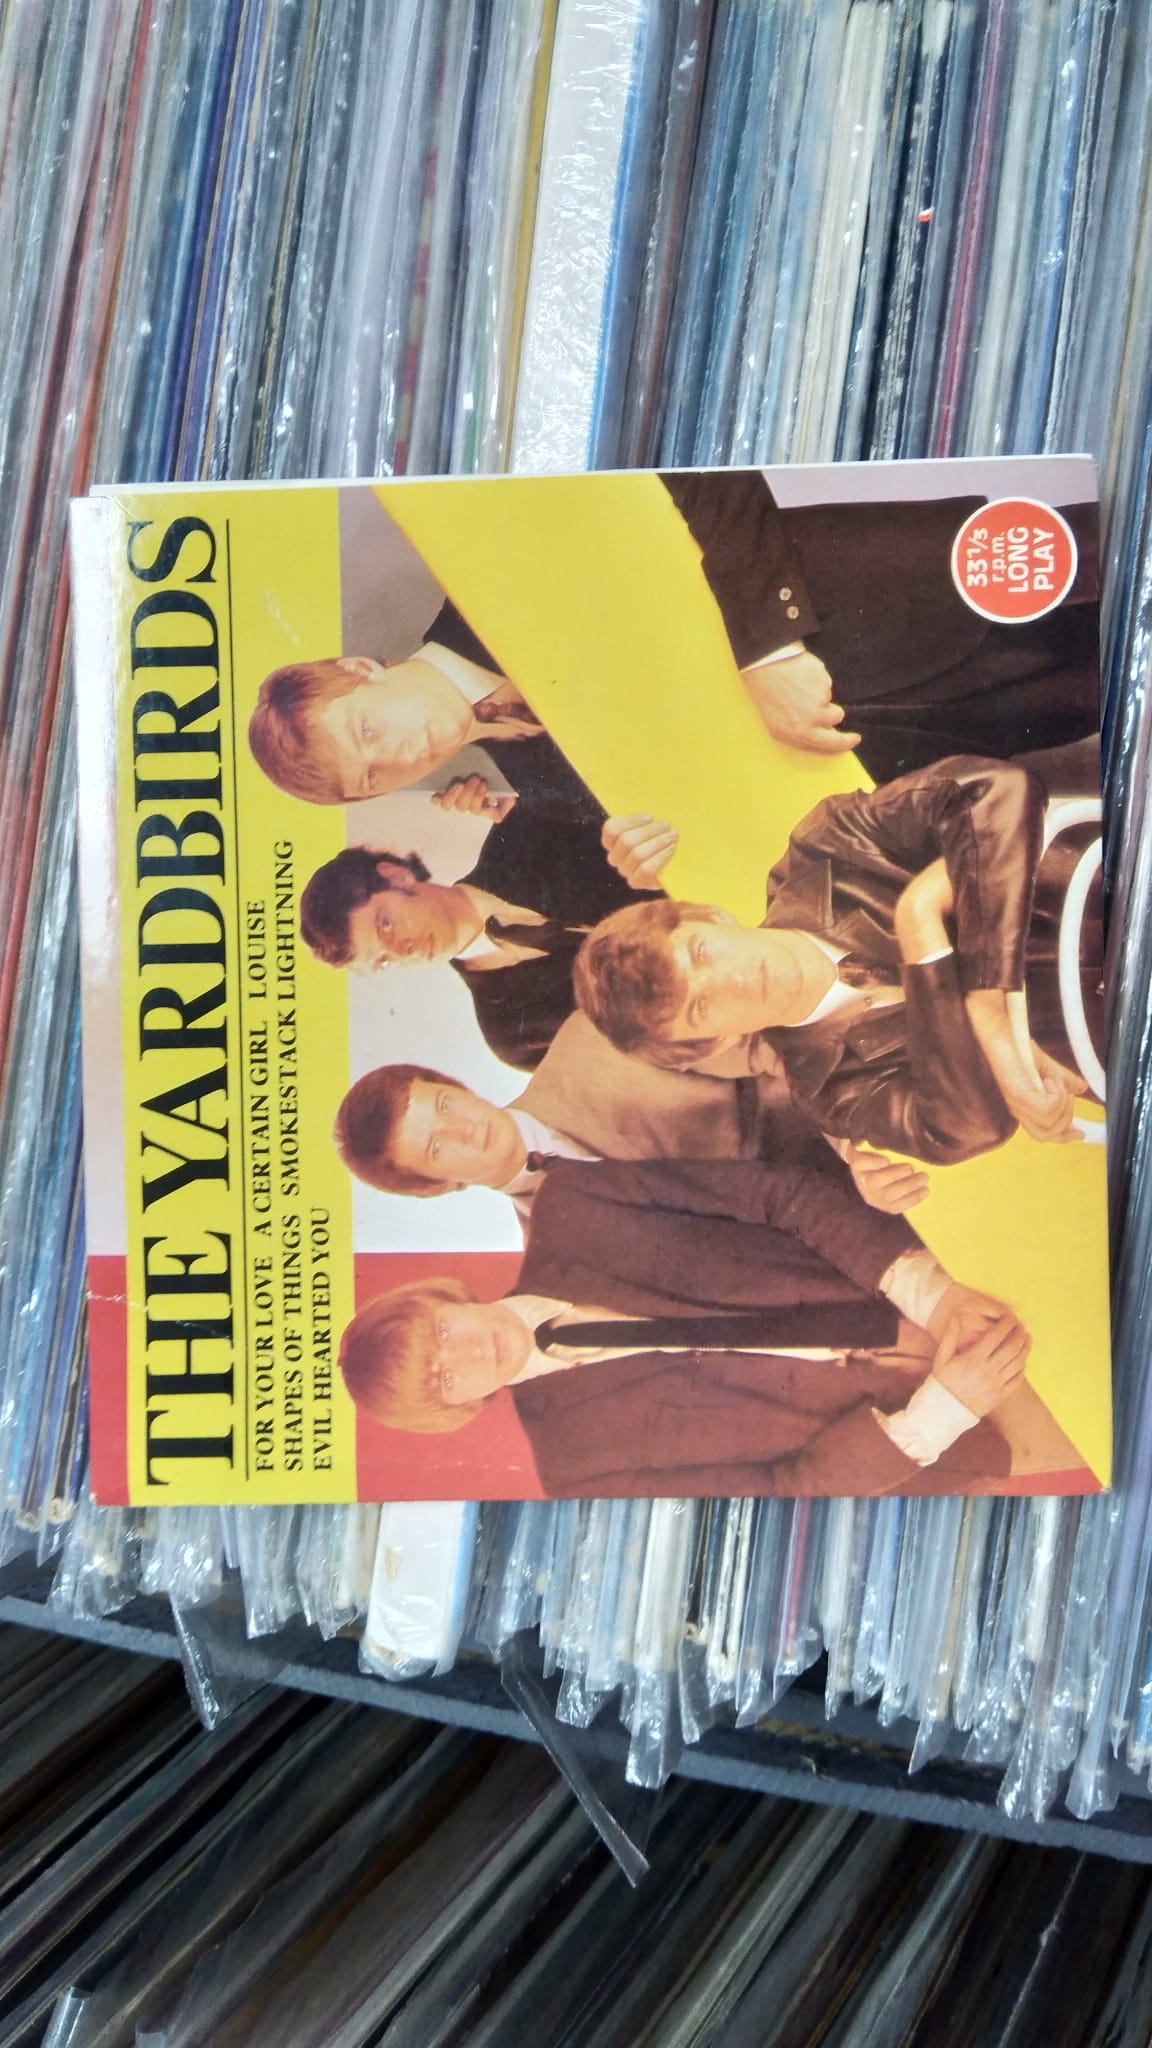 THE YARDBIRDS
FOR YOUR LOVE A CERTAIN GIRL LOUISE
SHAPES OF THINGS SMOKESTACK LIGHTNING
EVIL HEARTED YOU
33⅓
r.p.m.
LONG
PLAY